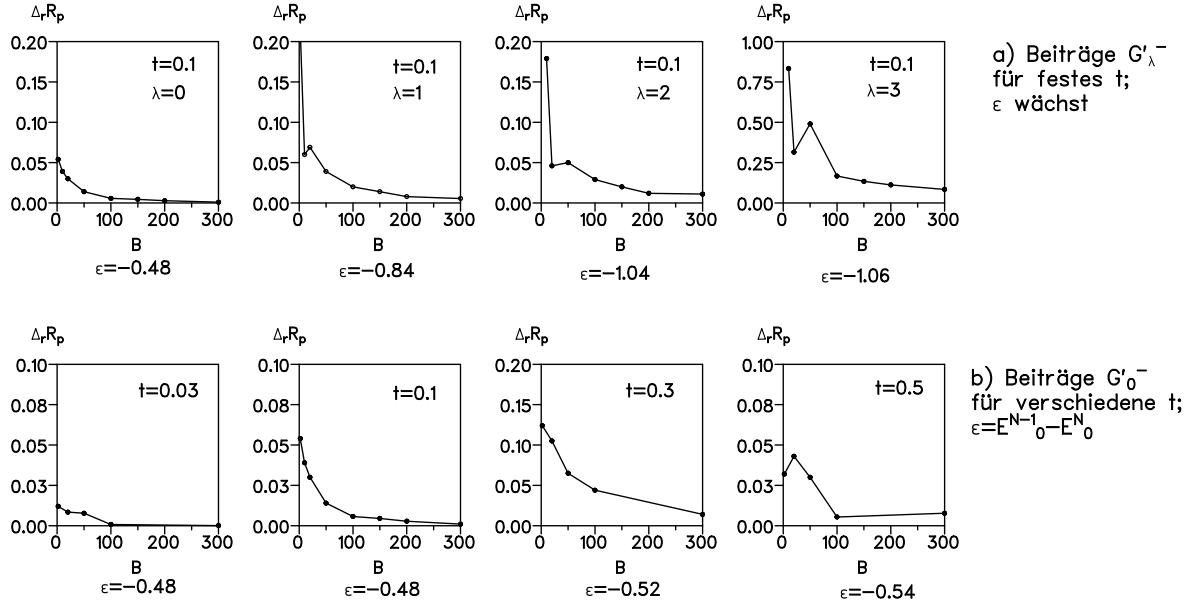 ΔrRp
0.20
0.15
0.10
0.05
0.00
0 100 200 300
t=0.1
λ=0
B
ε=−0.48
ΔrRp
0.20
0.15
0.10
0.05
0.00
0 100 200 300
t=0.1
λ=1
B
ε=−0.84
ΔrRp
0.20
0.15
0.10
0.05
0.00
0 100 200 300
t=0.1
λ=2
B
ε=−1.04
ΔrRp
1.00
0.75
0.50
0.25
0.00
0 100 200 300
t=0.1
λ=3
B
ε=−1.06
a) Beiträge G'λ−
für festes t;
ε wächst
ΔrRp
0.10
0.08
0.05
0.03
0.00
0 100 200 300
t=0.03
B
ε=−0.48
ΔrRp
0.10
0.08
0.05
0.03
0.00
0 100 200 300
t=0.1
B
ε=−0.48
ΔrRp
0.20
0.15
0.10
0.05
0.00
0 100 200 300
t=0.3
B
ε=−0.52
ΔrRp
0.10
0.08
0.05
0.03
0.00
0 100 200 300
t=0.5
B
ε=−0.54
b) Beiträge G'0−
für verschiedene t;
ε=E^N−1_0−E^N_0